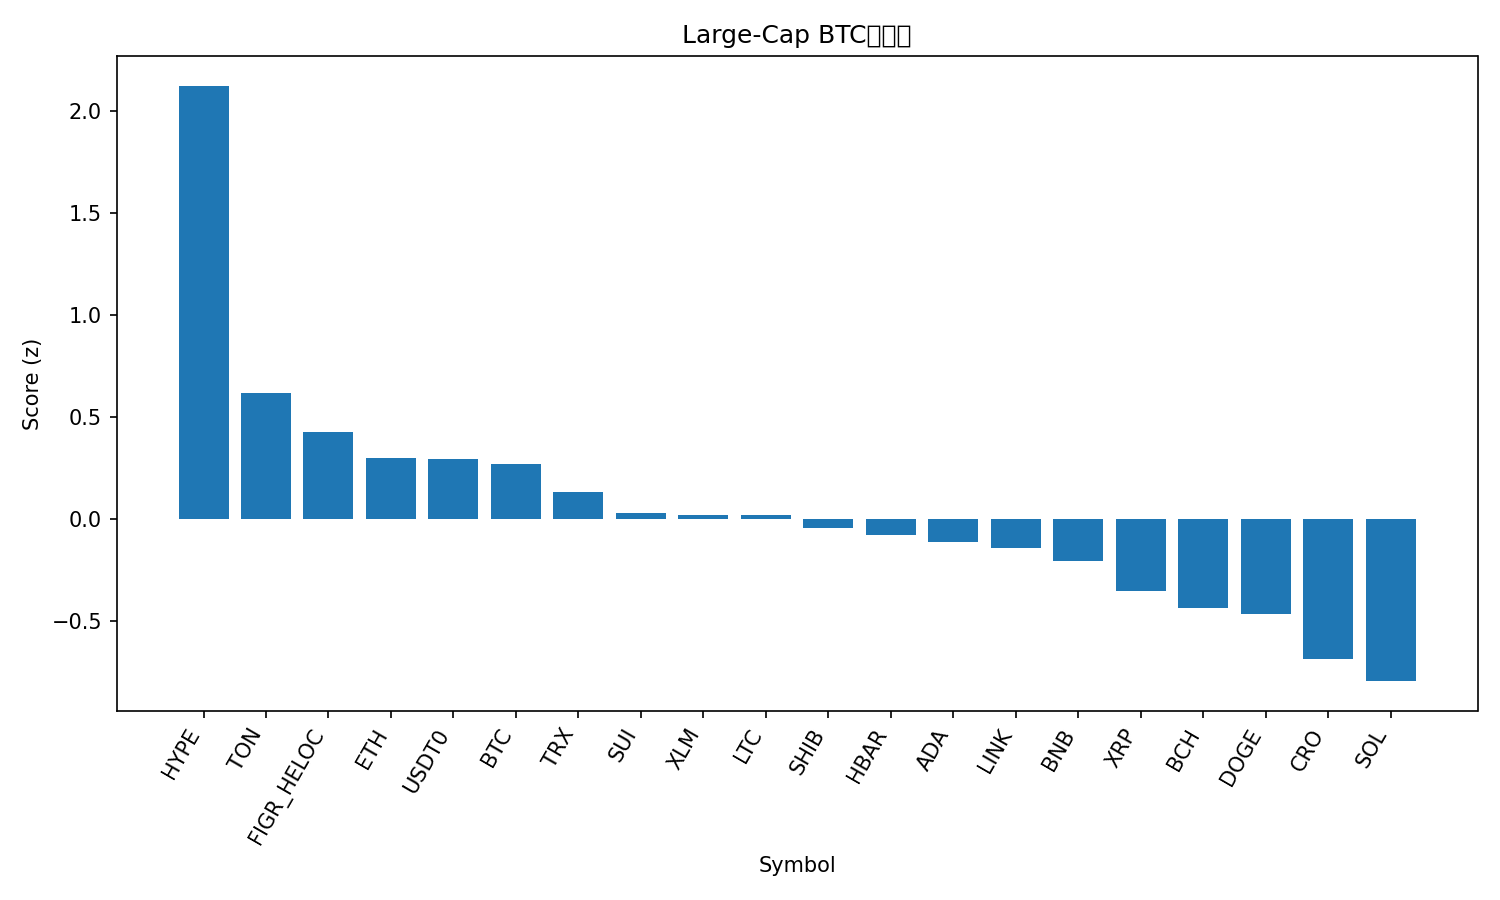 Large-Cap BTC
Score (z)
2.0
1.5
1.0
0.5
0.0
−0.5
HYPE
TON
FIGR_HELOC
ETH
USDT0
BTC
TRX
SUI
XLM
LTC
SHIB
HBAR
ADA
LINK
BNB
XRP
BCH
DOGE
CRO
SOL
Symbol